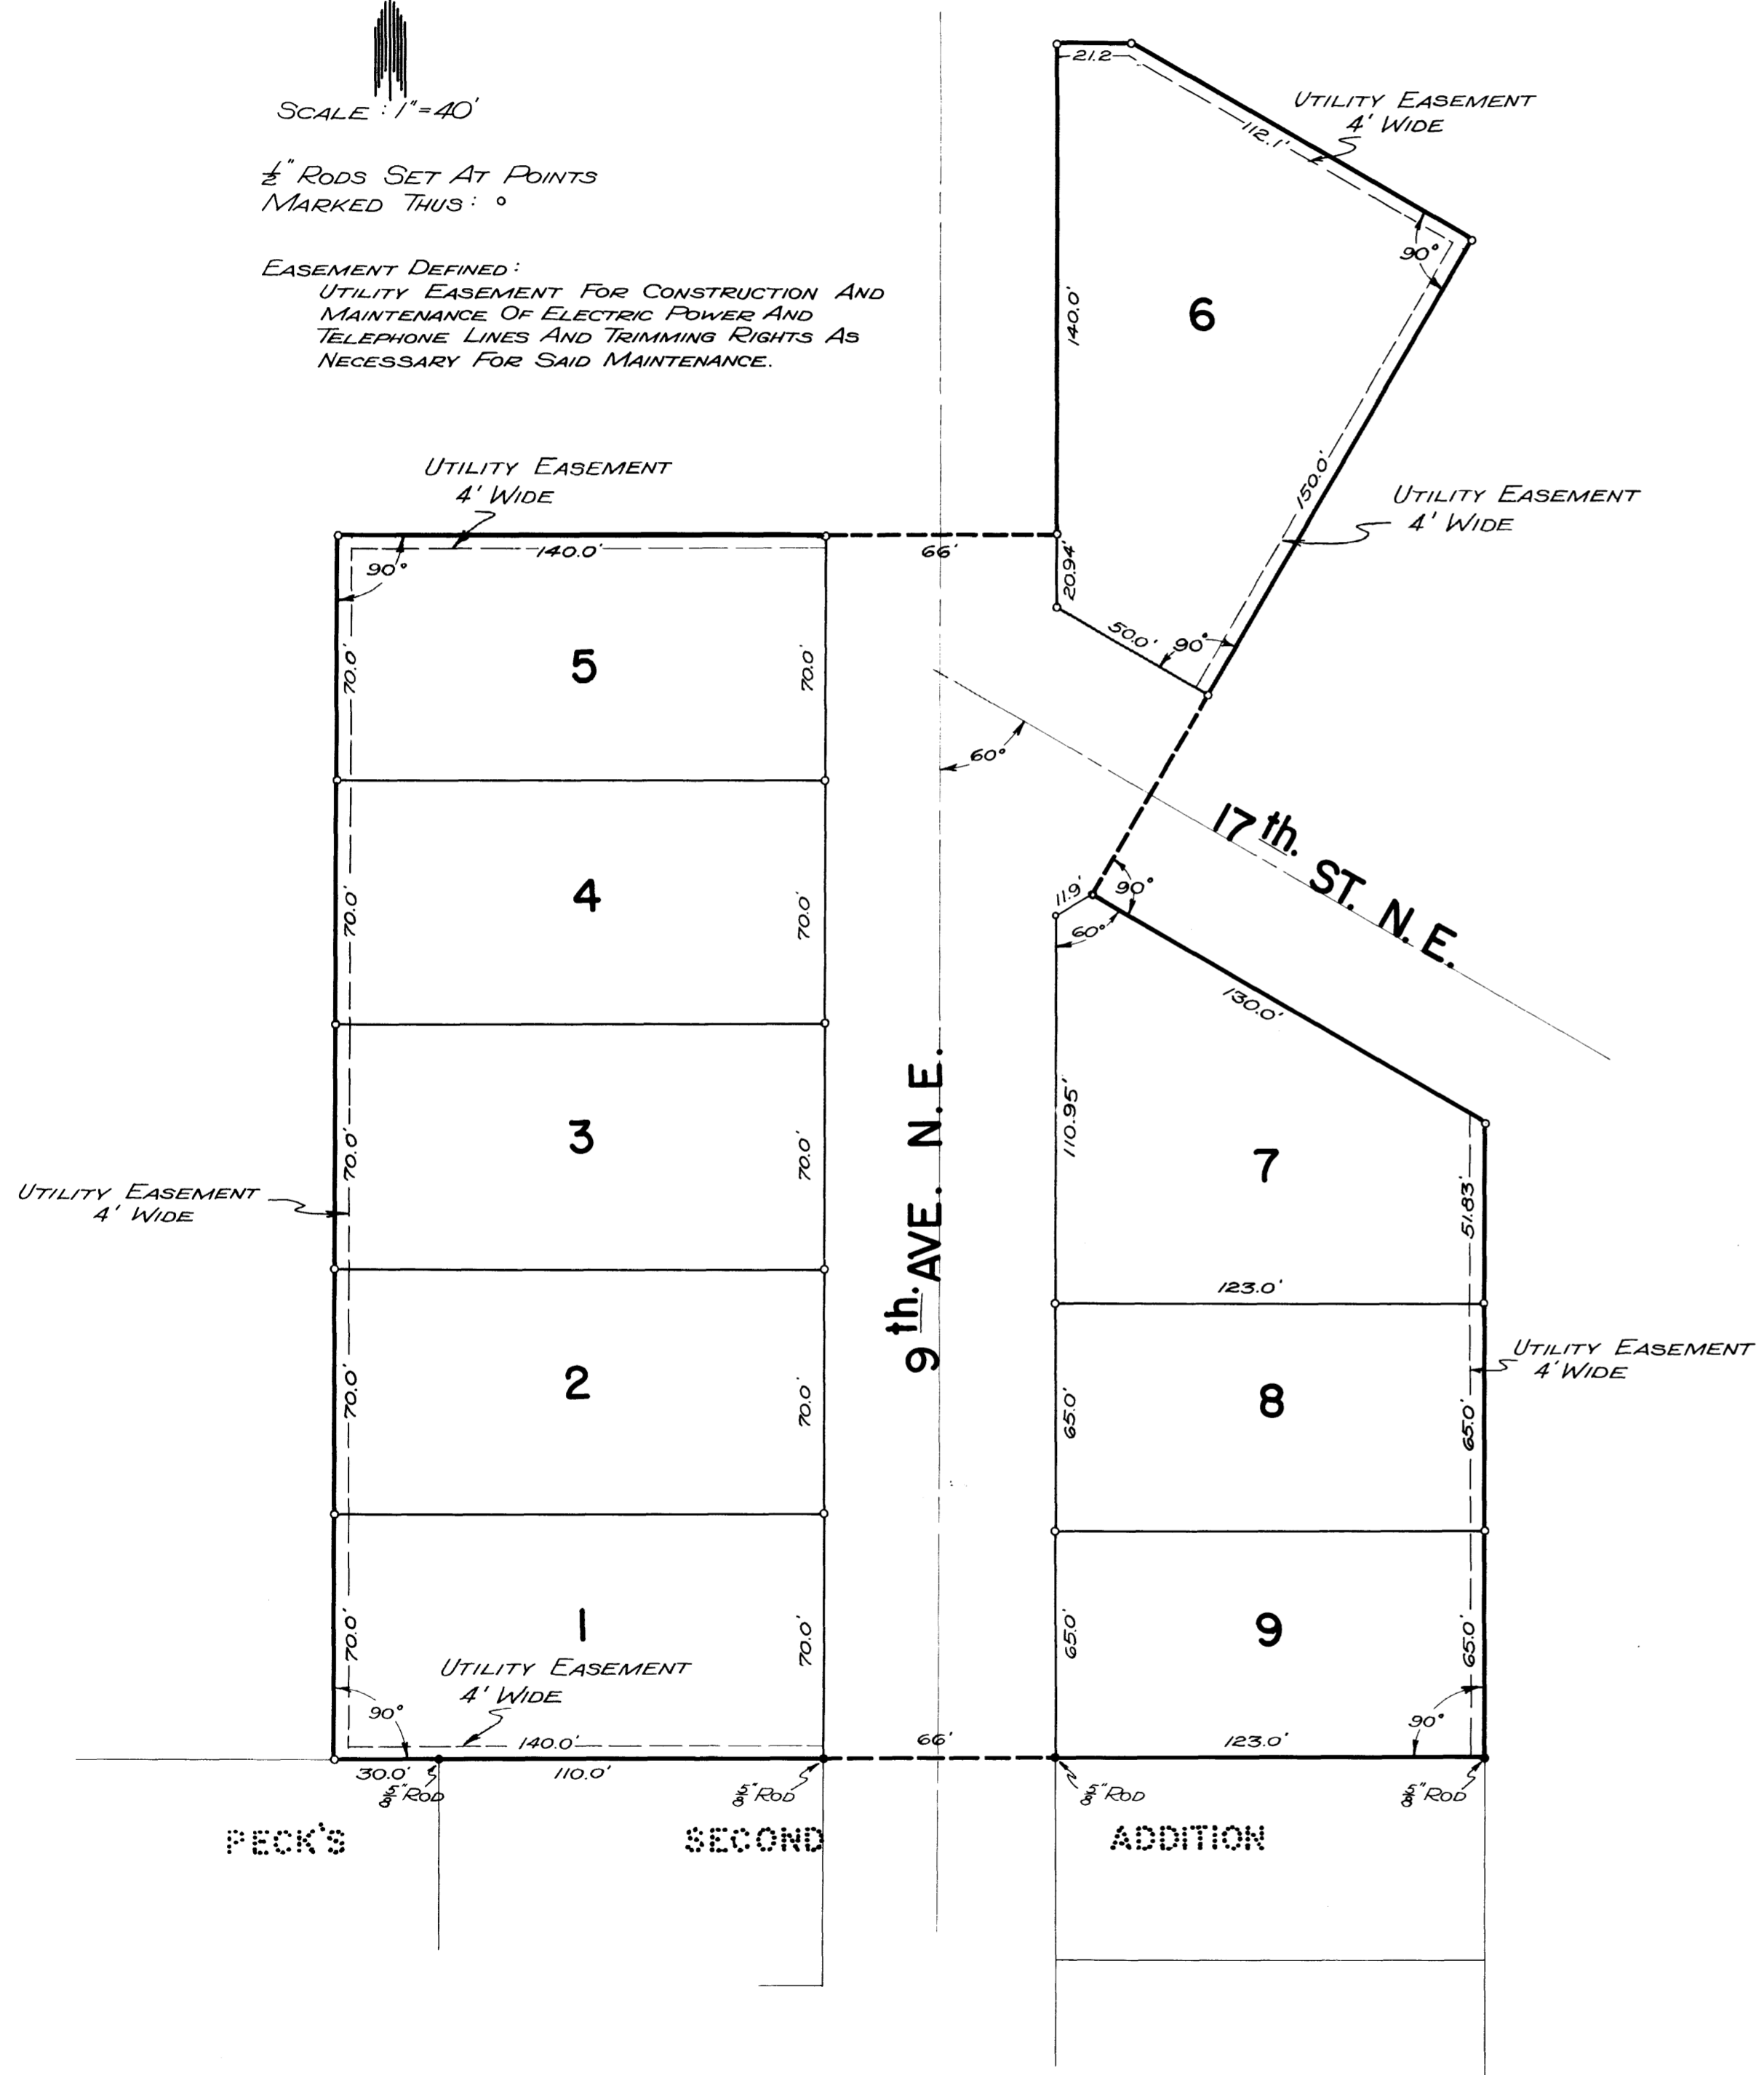 SCALE : 1"=40'
½" RODS SET AT POINTS
MARKED THUS: °
EASEMENT DEFINED:
UTILITY EASEMENT FOR CONSTRUCTION AND
MAINTENANCE OF ELECTRIC POWER AND
TELEPHONE LINES AND TRIMMING RIGHTS AS
NECESSARY FOR SAID MAINTENANCE.
21.2
UTILITY EASEMENT
4' WIDE
112.1'
90°
6
140.0'
150.0'
UTILITY EASEMENT
4' WIDE
20.94'
50.0'
90°
UTILITY EASEMENT
4' WIDE
140.0'
66'
90°
70.0'
5
70.0'
60°
17th. ST. N.E.
70.0'
4
70.0'
11.9'
90°
60°
130.0'
70.0'
3
70.0'
9th. AVE. N.E.
110.95'
7
51.83'
UTILITY EASEMENT
4' WIDE
123.0'
70.0'
2
70.0'
65.0'
8
65.0'
UTILITY EASEMENT
4' WIDE
70.0'
1
70.0'
UTILITY EASEMENT
4' WIDE
90°
140.0'
65.0'
9
65.0'
90°
66'
123.0'
30.0'
110.0'
⅝" ROD
⅝" ROD
⅝" ROD
⅝" ROD
PECK'S SECOND ADDITION